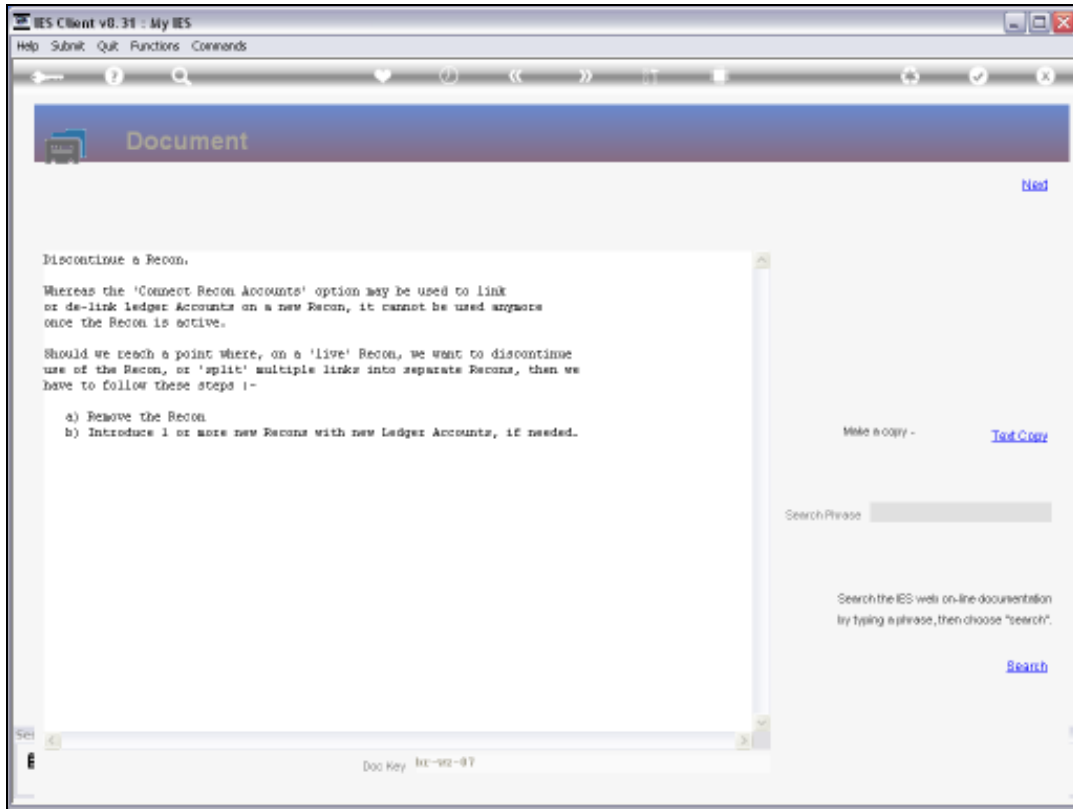 IES Client v8.31 : My IES
Help Submit Quit Functions Commands
Document
Next
Discontinue a Recon.
Whereas the 'Connect Recon Accounts' option may be used to link
or de-link Ledger Accounts on a new Recon, it cannot be used anymore
once the Recon is active.
Should we reach a point where, on a 'live' Recon, we want to discontinue
use of the Recon, or 'split' multiple links into separate Recons, then we
have to follow these steps :-
a) Remove the Recon
b) Introduce 1 or more new Recons with new Ledger Accounts, if needed.
Make a copy -
Text Copy
Search Phrase
Search the IES web on-line documentation
by typing a phrase, then choose "search".
Search
Doc Key